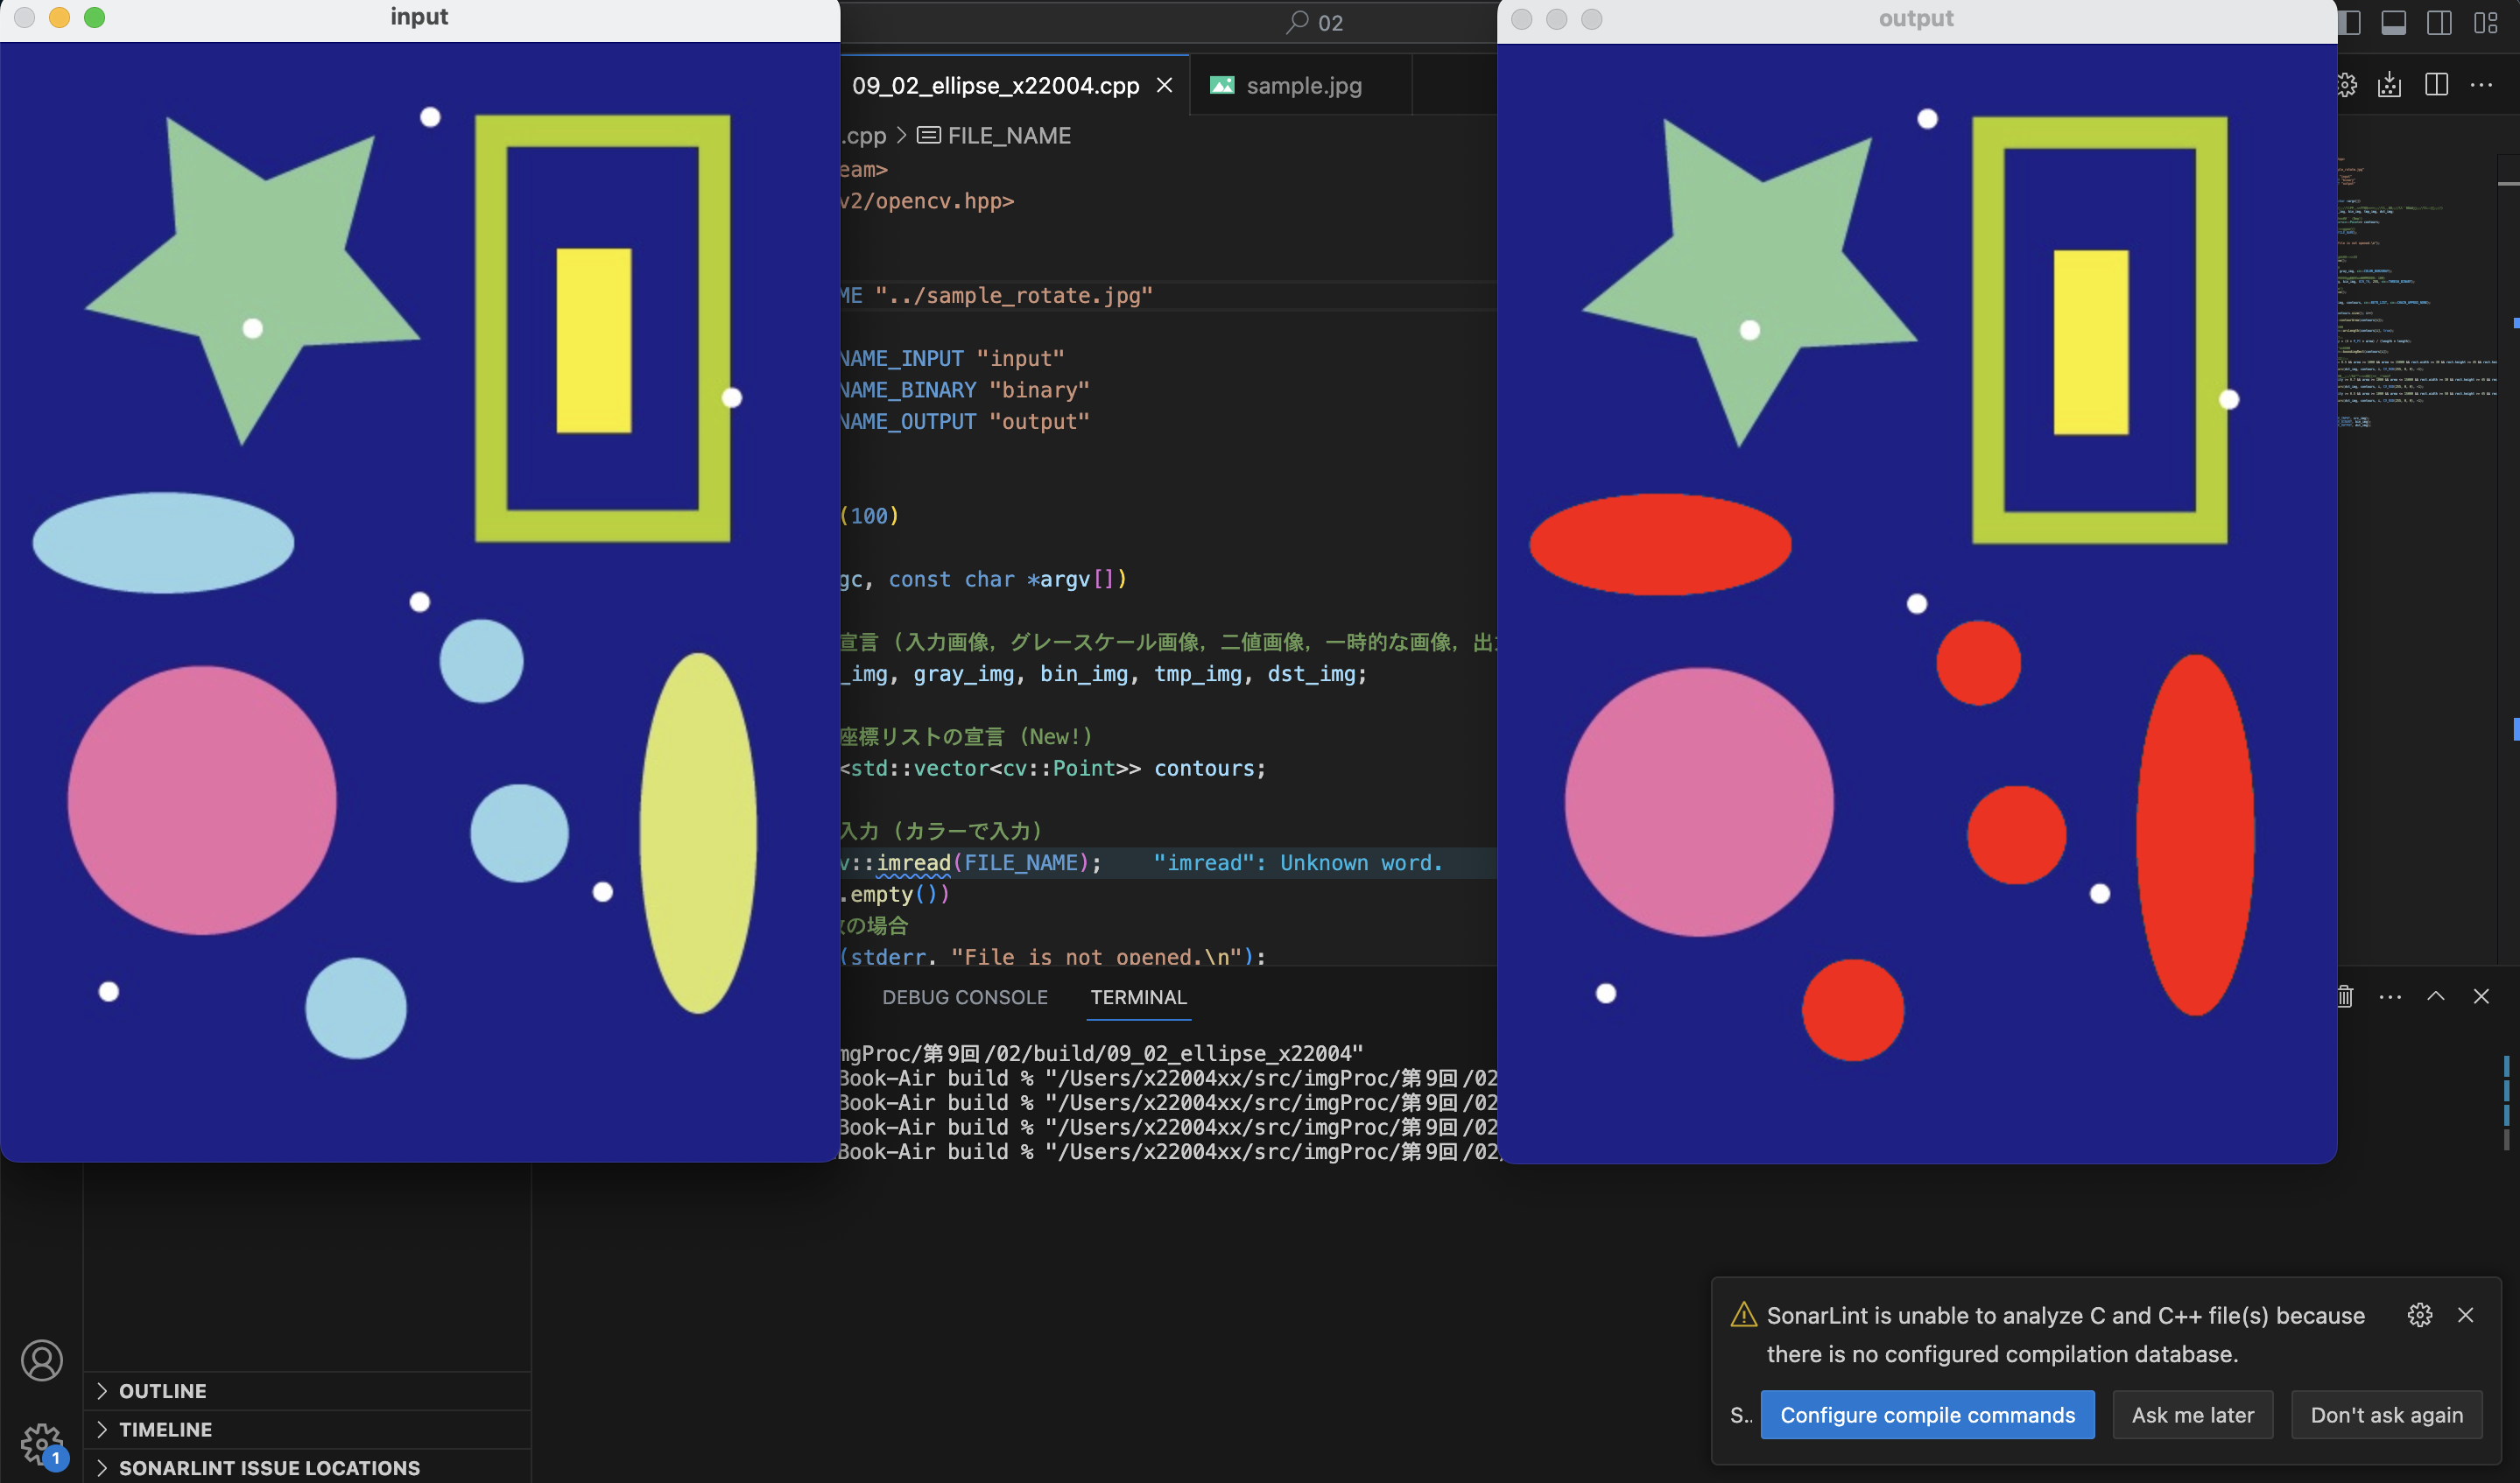 input
02
output
09_02_ellipse_x22004.cpp
sample.jpg
.cpp > FILE_NAME
eam>
v2/opencv.hpp>
ME "../sample_rotate.jpg"
NAME_INPUT "input"
NAME_BINARY "binary"
NAME_OUTPUT "output"
(100)
gc, const char *argv[])
宣言 (入力画像, グレースケール画像, 二値画像, 一時的な画像, 出
_img, gray_img, bin_img, tmp_img, dst_img;
座標リストの宣言 (New!)
<std::vector<cv::Point>> contours;
入力 (カラーで入力)
v::imread(FILE_NAME); "imread": Unknown word.
.empty())
の場合
(stderr, "File is not opened.\n");
DEBUG CONSOLE
TERMINAL
mgProc/第9回/02/build/09_02_ellipse_x22004"
Book-Air build % "/Users/x22004xx/src/imgProc/第9回/02
Book-Air build % "/Users/x22004xx/src/imgProc/第9回/02
Book-Air build % "/Users/x22004xx/src/imgProc/第9回/02
Book-Air build % "/Users/x22004xx/src/imgProc/第9回/02
OUTLINE
TIMELINE
SONARLINT ISSUE LOCATIONS
1
SonarLint is unable to analyze C and C++ file(s) because
there is no configured compilation database.
S..
Configure compile commands
Ask me later
Don't ask again